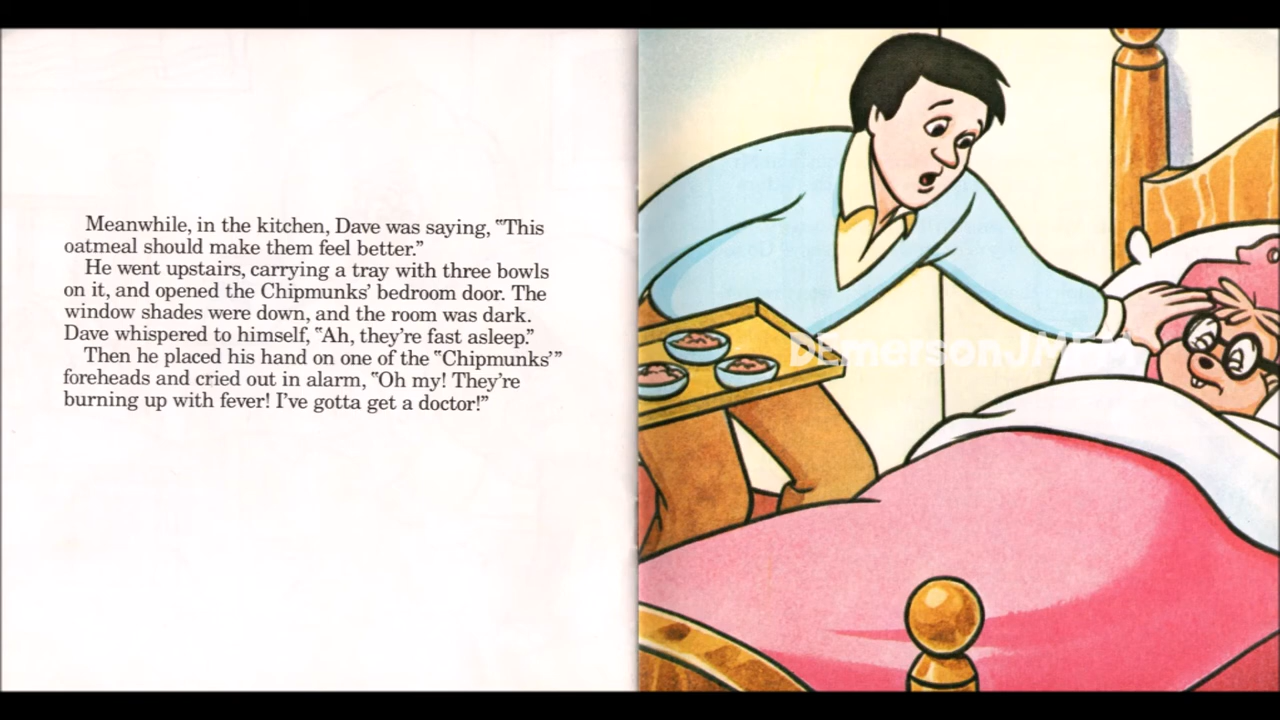 Meanwhile, in the kitchen, Dave was saying, "This
oatmeal should make them feel better."
He went upstairs, carrying a tray with three bowls
on it, and opened the Chipmunks' bedroom door. The
window shades were down, and the room was dark.
Dave whispered to himself, "Ah, they're fast asleep."
Then he placed his hand on one of the "Chipmunks'"
foreheads and cried out in alarm, "Oh my! They're
burning up with fever! I've gotta get a doctor!"